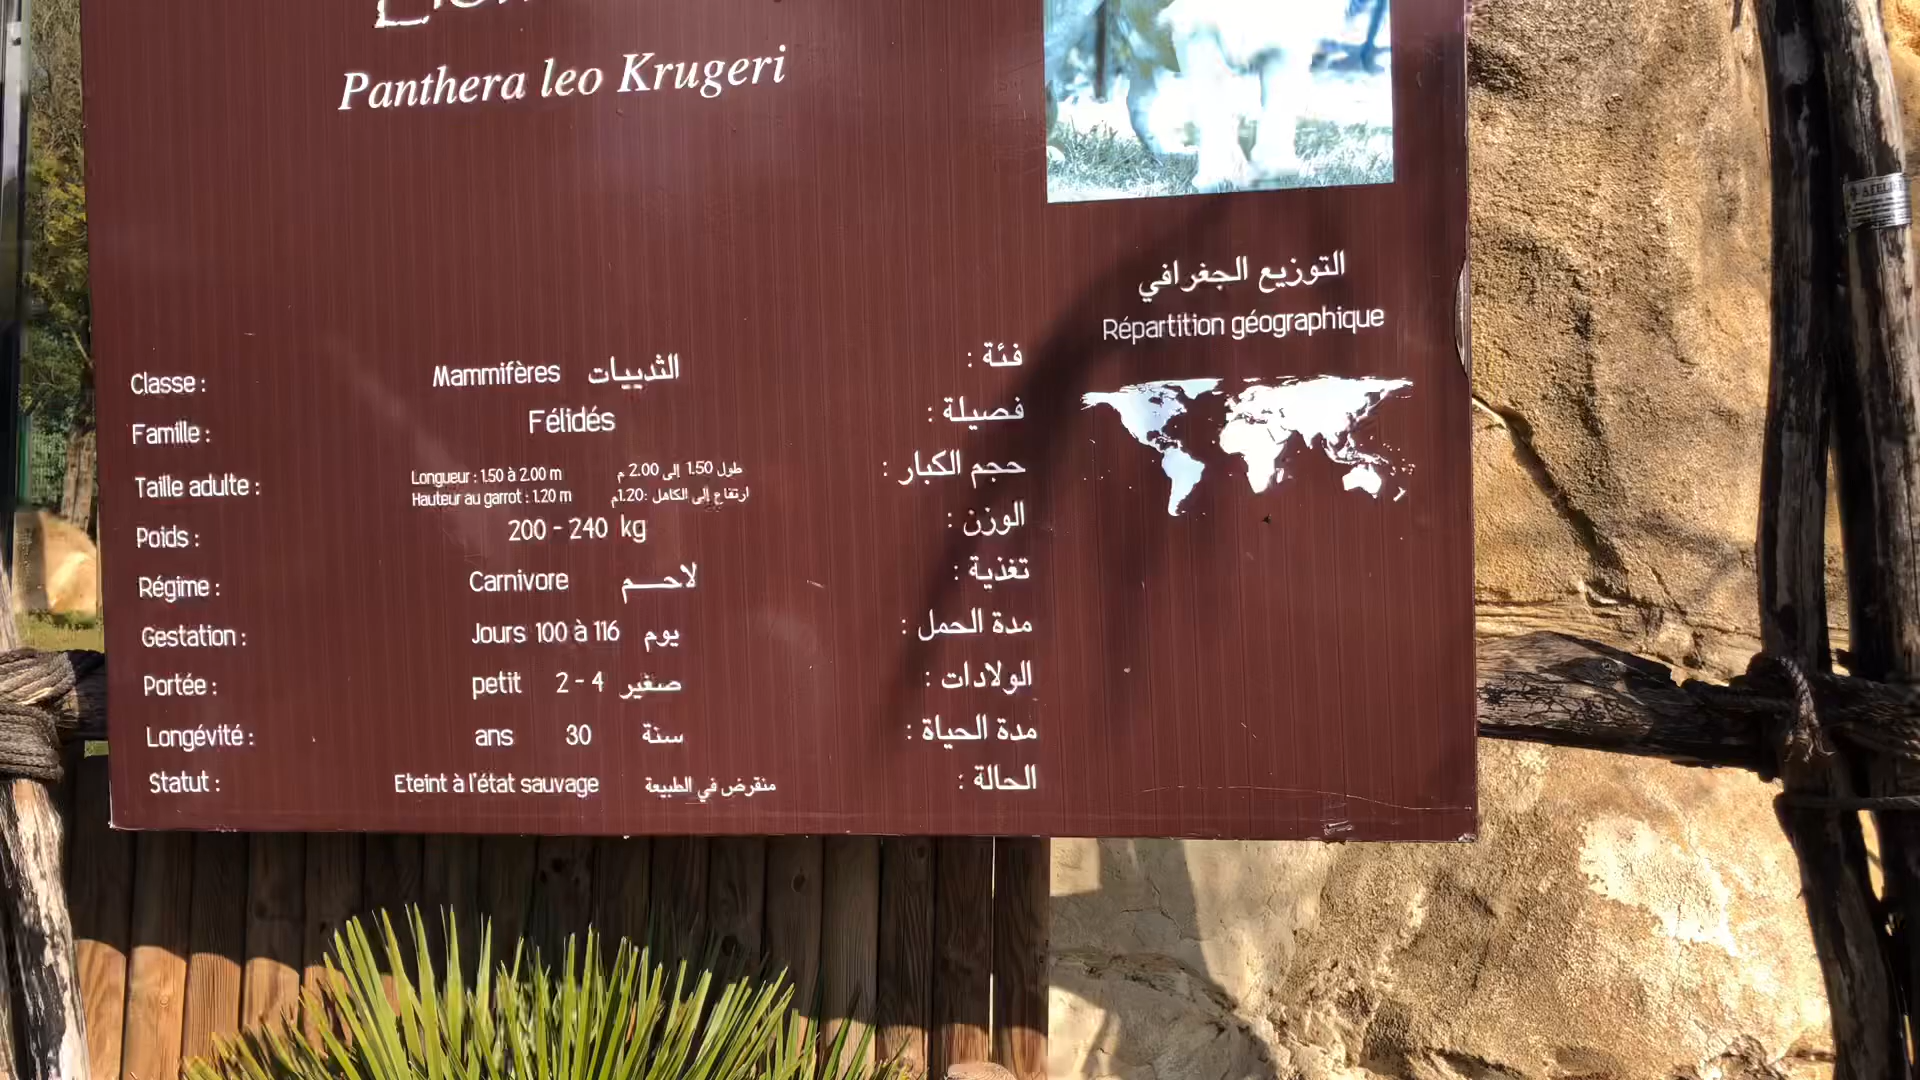 Panthera leo Krugeri
التوزيع الجغرافي
Répartition géographique
Classe : Mammifères الثدييات فئة :
Famille : Félidés فصيلة :
Taille adulte : Longueur : 1.50 à 2.00 m طول 1.50 إلى 2.00 م حجم الكبار :
Hauteur au garrot : 1.20 m ارتفاع إلى الكاهل :1.20م
Poids : 200 - 240 kg الوزن :
Régime : Carnivore لاحـــم تغذية :
Gestation : Jours 100 à 116 يوم مدة الحمل :
Portée : petit 2 - 4 صغير الولادات :
Longévité : ans 30 سنة مدة الحياة :
Statut : Eteint à l'état sauvage منقرض في الطبيعة الحالة :